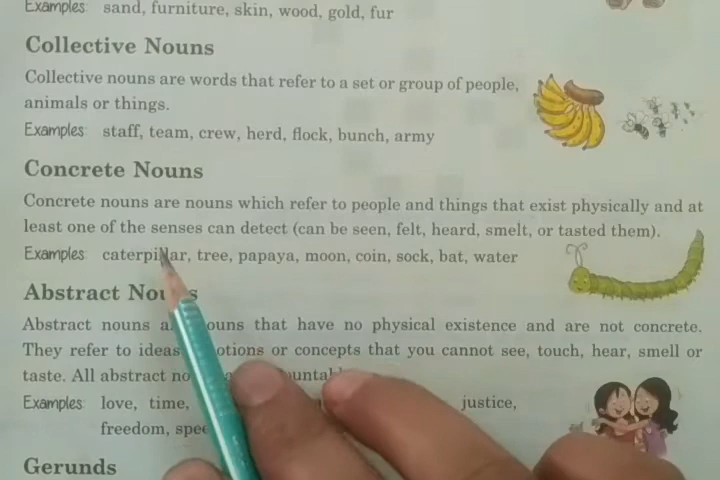 Examples: sand, furniture, skin, wood, gold, fur
Collective Nouns
Collective nouns are words that refer to a set or group of people,
animals or things.
Examples: staff, team, crew, herd, flock, bunch, army
Concrete Nouns
Concrete nouns are nouns which refer to people and things that exist physically and at
least one of the senses can detect (can be seen, felt, heard, smelt, or tasted them).
Examples: caterpillar, tree, papaya, moon, coin, sock, bat, water
Abstract Nouns
Abstract nouns nouns that have no physical existence and are not concrete.
They refer to ideas or concepts that you cannot see, touch, hear, smell or
taste. All abstract
Examples: love, time, justice,
freedom,
Gerunds